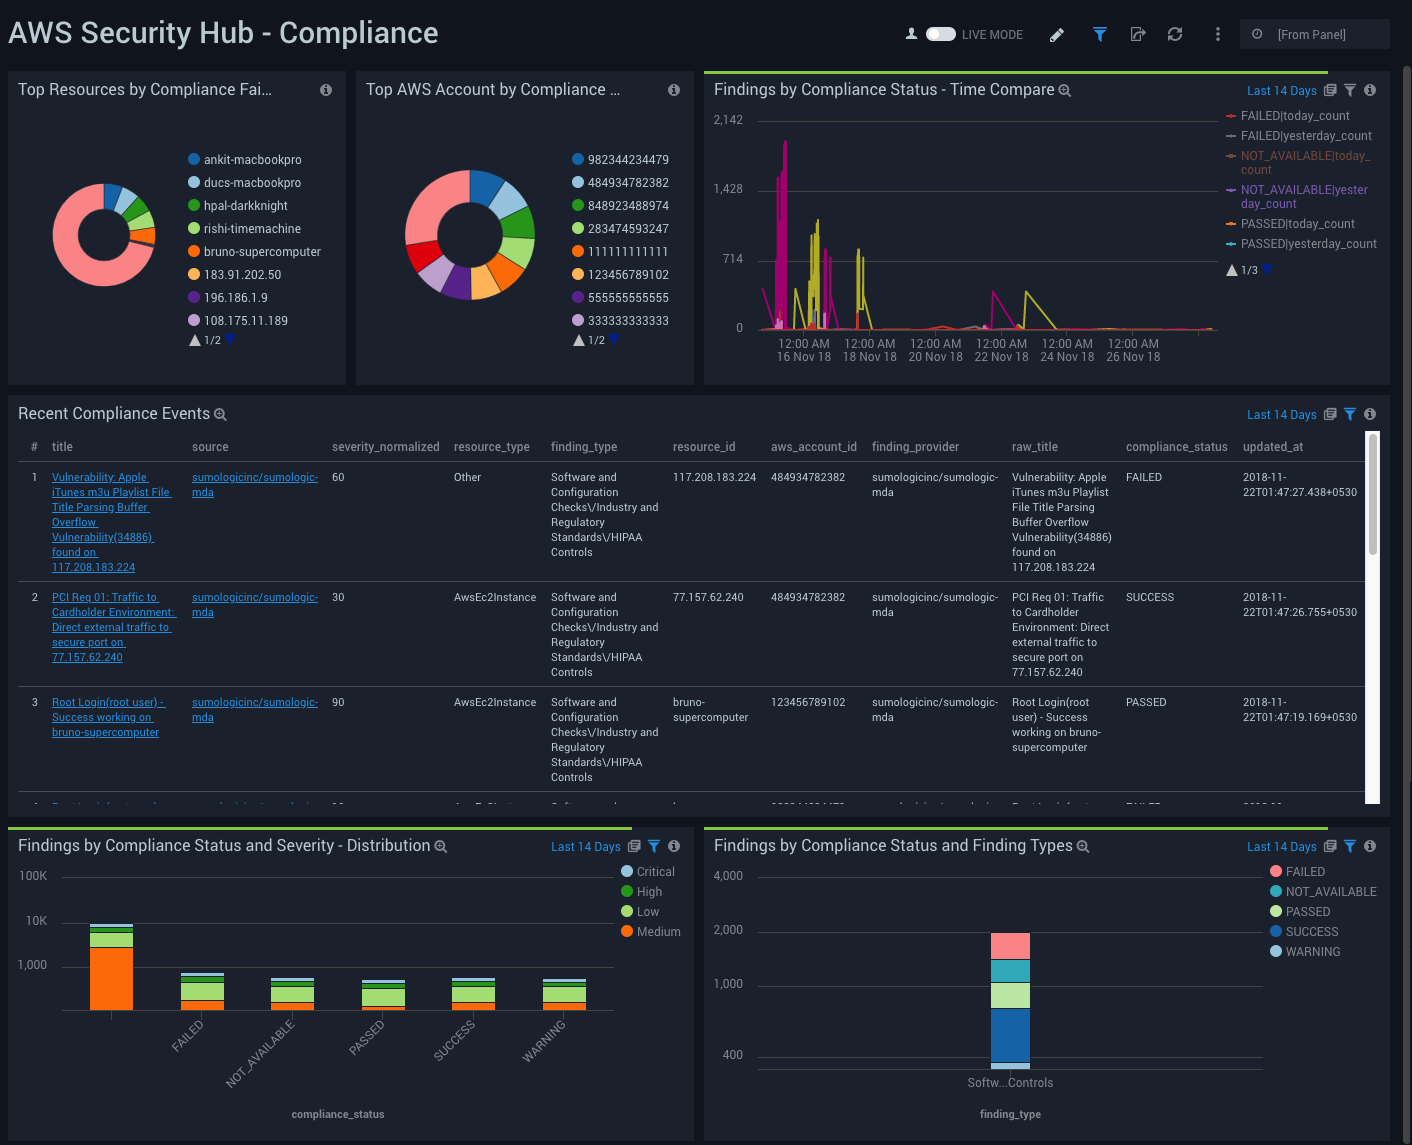 AWS Security Hub - Compliance
LIVE MODE
[From Panel]
Top Resources by Compliance Fai...
ankit-macbookpro
ducs-macbookpro
hpal-darkknight
rishi-timemachine
bruno-supercomputer
183.91.202.50
196.186.1.9
108.175.11.189
1/2
Top AWS Account by Compliance ...
982344234479
484934782382
848923488974
283474593247
111111111111
123456789102
555555555555
333333333333
1/2
Findings by Compliance Status - Time Compare
Last 14 Days
2,142
1,428
714
0
12:00 AM
16 Nov 18
12:00 AM
18 Nov 18
12:00 AM
20 Nov 18
12:00 AM
22 Nov 18
12:00 AM
24 Nov 18
12:00 AM
26 Nov 18
FAILED|today_count
FAILED|yesterday_count
NOT_AVAILABLE|today_
count
NOT_AVAILABLE|yester
day_count
PASSED|today_count
PASSED|yesterday_count
1/3
Recent Compliance Events
Last 14 Days
# title source severity_normalized resource_type finding_type resource_id aws_account_id finding_provider raw_title compliance_status updated_at
1 Vulnerability: Apple sumologicinc/sumologic- 60 Other Software and 117.208.183.224 484934782382 sumologicinc/sumologic- Vulnerability: Apple FAILED 2018-11-
iTunes m3u Playlist File mda Configuration mda iTunes m3u Playlist 22T01:47:27.438+0530
Title Parsing Buffer Checks\/Industry and File Title Parsing
Overflow Regulatory Buffer Overflow
Vulnerability(34886) Standards\/HIPAA Vulnerability(34886)
found on Controls found on
117.208.183.224 117.208.183.224
2 PCI Req 01: Traffic to sumologicinc/sumologic- 30 AwsEc2Instance Software and 77.157.62.240 484934782382 sumologicinc/sumologic- PCI Req 01: Traffic SUCCESS 2018-11-
Cardholder Environment: mda Configuration mda to Cardholder 22T01:47:26.755+0530
Direct external traffic to Checks\/Industry and Environment: Direct
secure port on Regulatory external traffic to
77.157.62.240 Standards\/HIPAA secure port on
Controls 77.157.62.240
3 Root Login(root user) - sumologicinc/sumologic- 90 AwsEc2Instance Software and bruno- 123456789102 sumologicinc/sumologic- Root Login(root PASSED 2018-11-
Success working on mda Configuration supercomputer mda user) - Success 22T01:47:19.169+0530
bruno-supercomputer Checks\/Industry and working on bruno-
Regulatory supercomputer
Standards\/HIPAA
Controls
Findings by Compliance Status and Severity - Distribution
Last 14 Days
100K
10K
1,000
FAILED
NOT_AVAILABLE
PASSED
SUCCESS
WARNING
compliance_status
Critical
High
Low
Medium
Findings by Compliance Status and Finding Types
Last 14 Days
4,000
2,000
1,000
400
Softw...Controls
finding_type
FAILED
NOT_AVAILABLE
PASSED
SUCCESS
WARNING